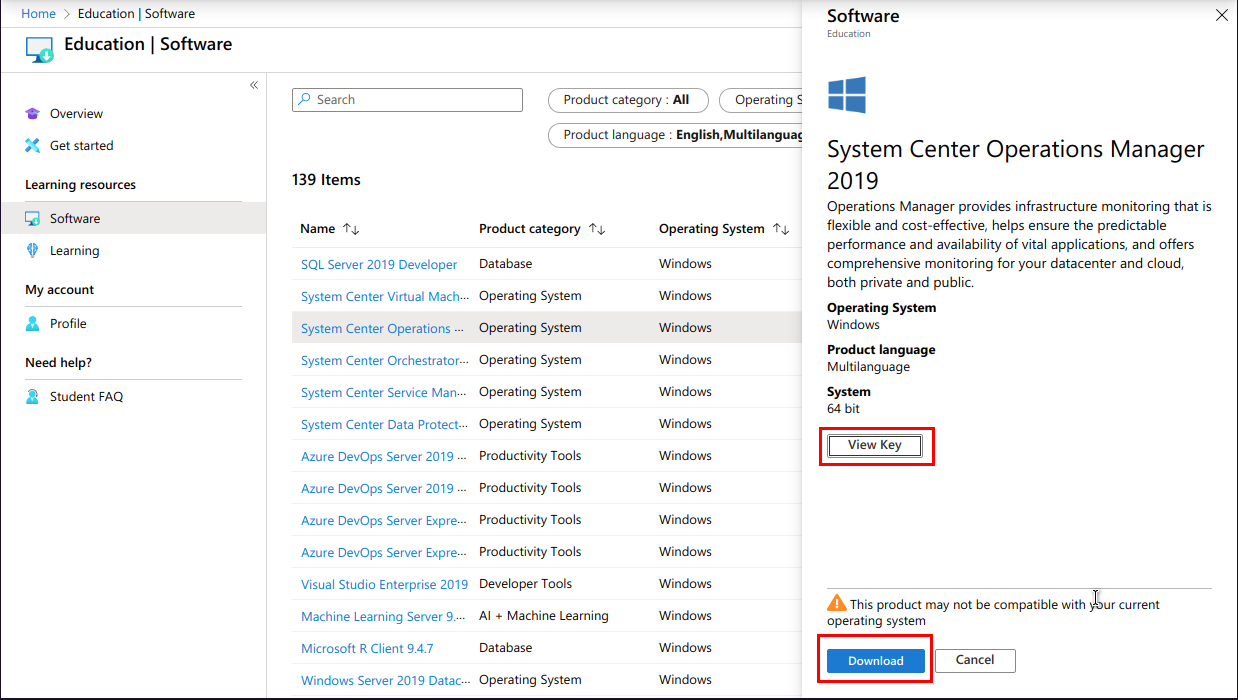 Home > Education | Software
Education | Software
«
Overview
Get started
Learning resources
Software
Learning
My account
Profile
Need help?
Student FAQ
Search
Product category : All
Operating S
Product language : English,Multilanguag
139 Items
Name ↑↓ Product category ↑↓ Operating System ↑↓
SQL Server 2019 Developer Database Windows
System Center Virtual Mach... Operating System Windows
System Center Operations ... Operating System Windows
System Center Orchestrator... Operating System Windows
System Center Service Man... Operating System Windows
System Center Data Protect... Operating System Windows
Azure DevOps Server 2019 ... Productivity Tools Windows
Azure DevOps Server 2019 ... Productivity Tools Windows
Azure DevOps Server Expre... Productivity Tools Windows
Azure DevOps Server Expre... Productivity Tools Windows
Visual Studio Enterprise 2019 Developer Tools Windows
Machine Learning Server 9.... AI + Machine Learning Windows
Microsoft R Client 9.4.7 Database Windows
Windows Server 2019 Datac... Operating System Windows
Software
Education
System Center Operations Manager
2019
Operations Manager provides infrastructure monitoring that is
flexible and cost-effective, helps ensure the predictable
performance and availability of vital applications, and offers
comprehensive monitoring for your datacenter and cloud,
both private and public.
Operating System
Windows
Product language
Multilanguage
System
64 bit
View Key
This product may not be compatible with your current
operating system
Download
Cancel